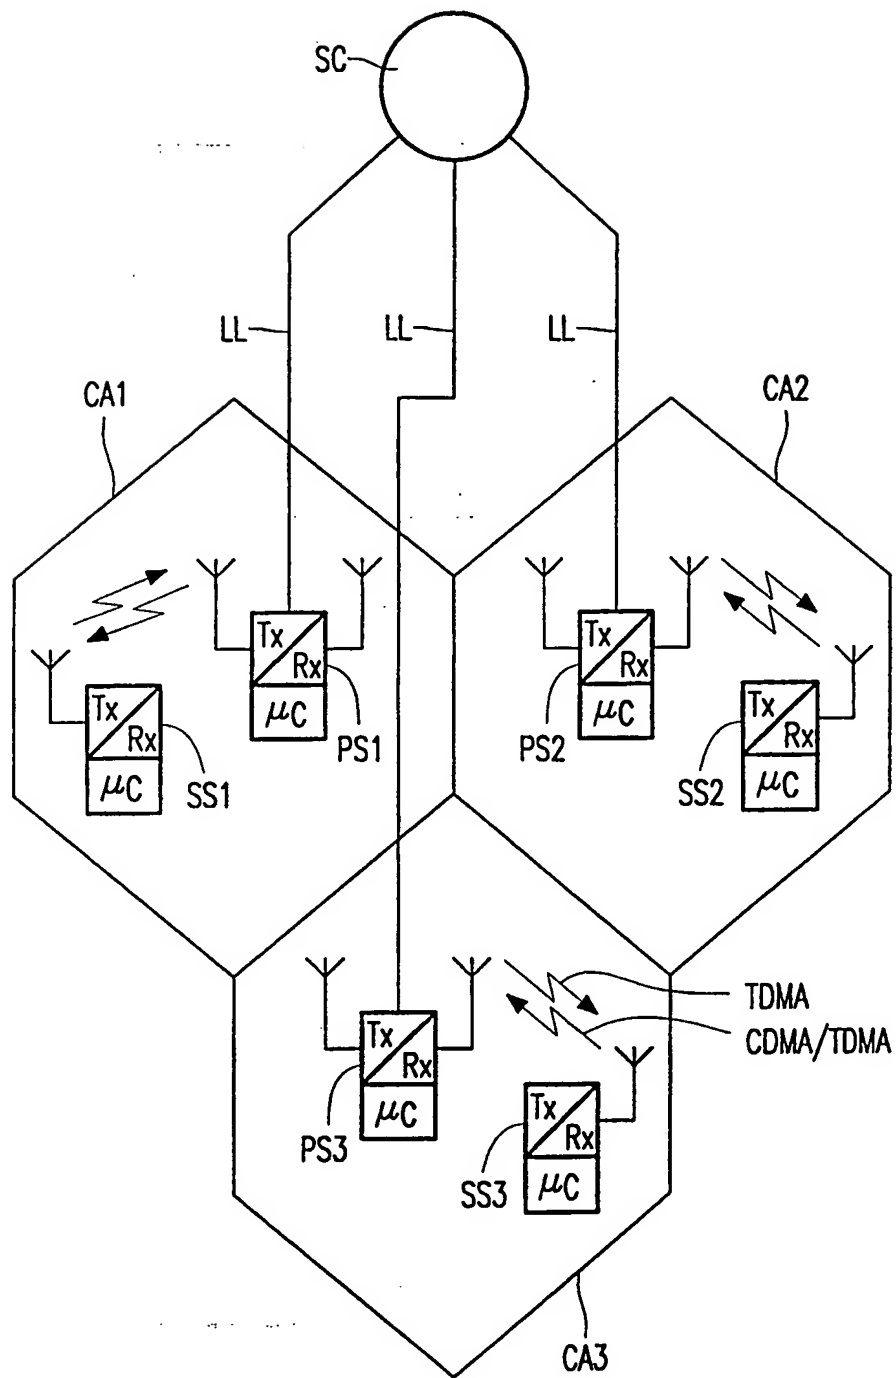 SC
LL LL LL
CA1 CA2
Tx Rx μC PS1
Tx Rx μC SS1
Tx Rx μC PS2
Tx Rx μC SS2
TDMA
CDMA/TDMA
Tx Rx μC PS3
Tx Rx μC SS3
CA3